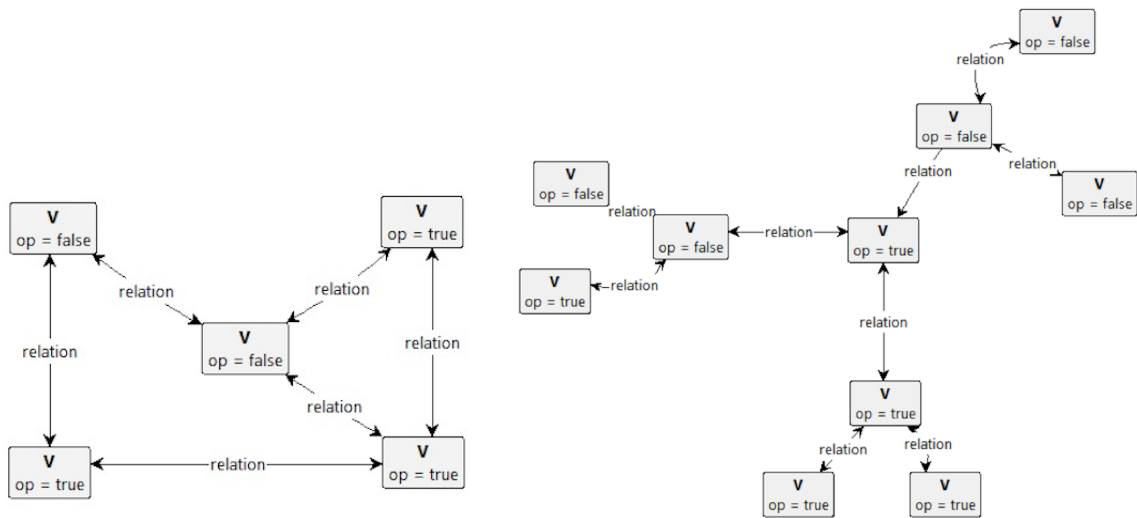 V
op = false
V
op = true
relation
relation
V
op = false
relation
relation
relation
V
op = true
relation
V
op = true
V
op = false
relation
V
op = false
relation
relation
V
op = false
V
op = false
relation
V
op = false
relation
V
op = true
V
op = true
relation
relation
V
op = true
relation
relation
V
op = true
V
op = true